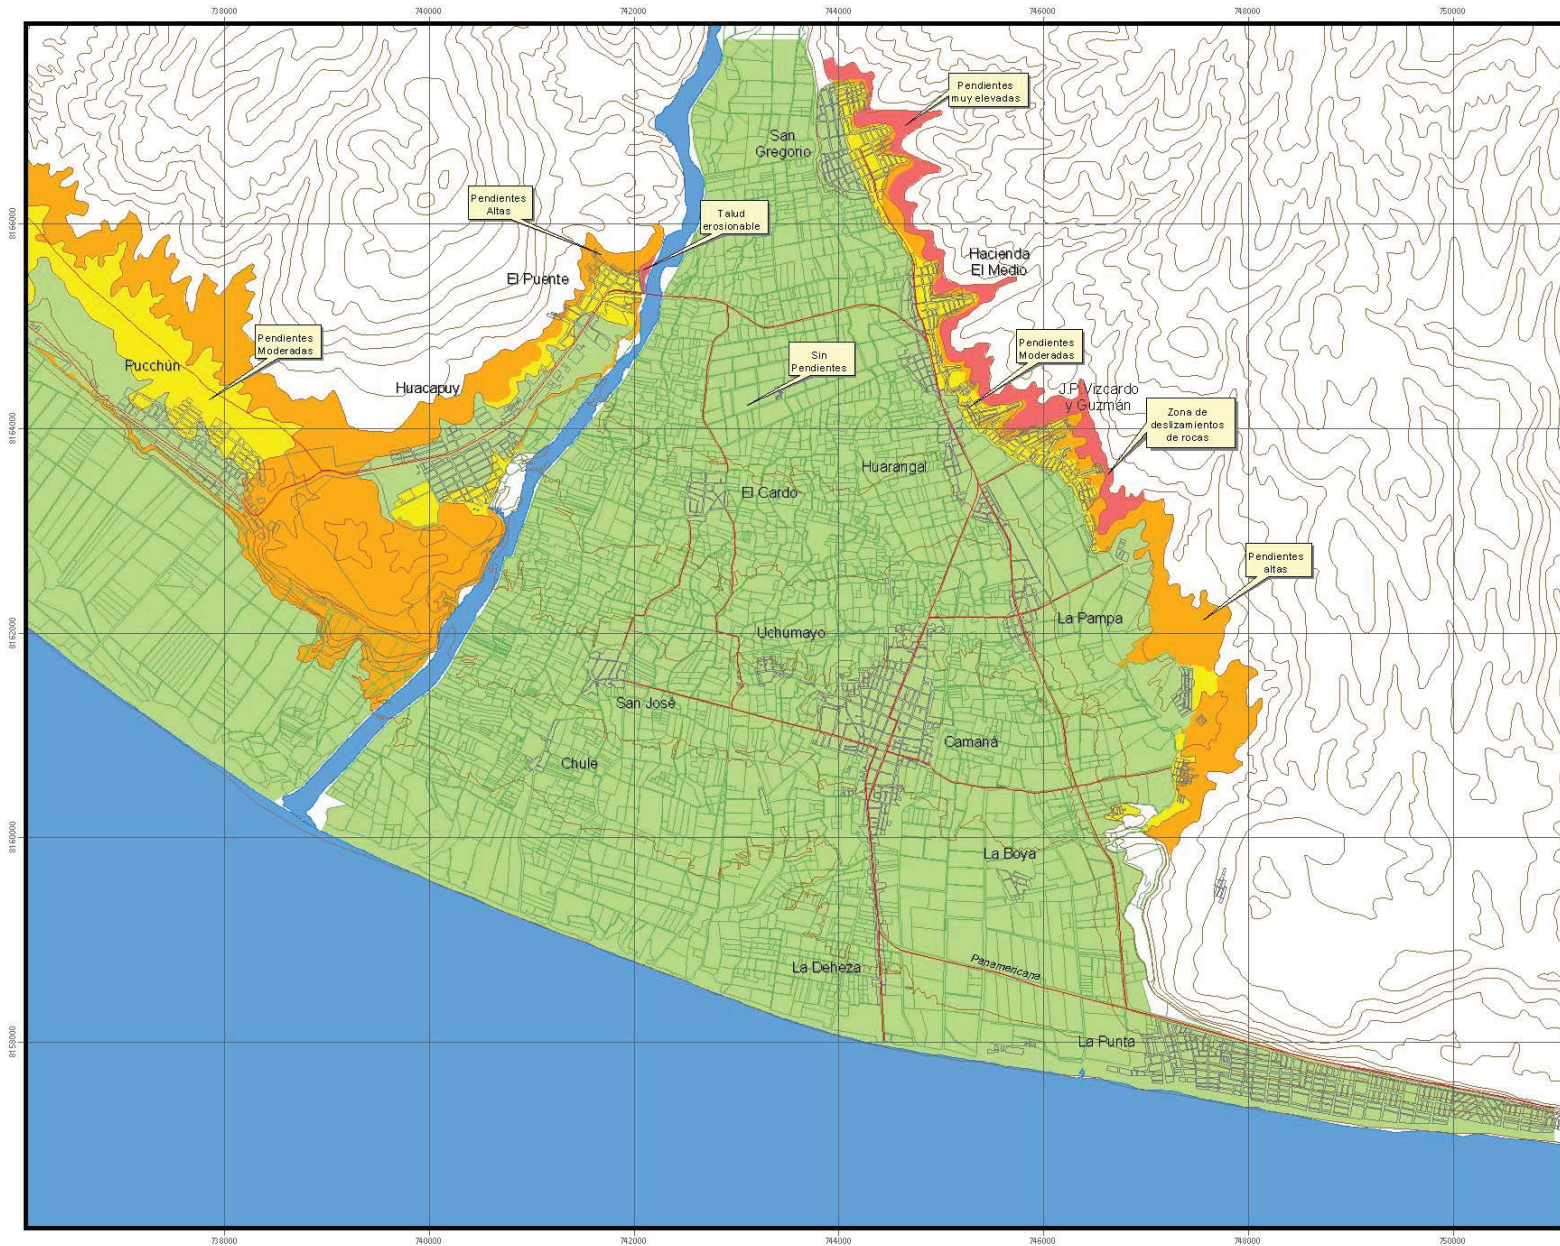 738000
740000
742000
744000
746000
748000
750000
Pendientes
muy elevadas
San
Gregorio
Pendientes
Altas
Talud
erosionable
8166000
Hacienda
El Medio
El Puente
Pendientes
Moderadas
Pendientes
Moderadas
Sin
Pendientes
Pucchún
Huacapuy
J.P. Vizcardo
y Guzmán
Zona de
deslizamientos
de rocas
8164000
Huarangal
El Cardo
Pendientes
altas
La Pampa
8162000
Uchumayo
San José
Camaná
Chule
8160000
La Boya
La Deheza
Panamericana
8158000
La Punta
738000
740000
742000
744000
746000
748000
750000